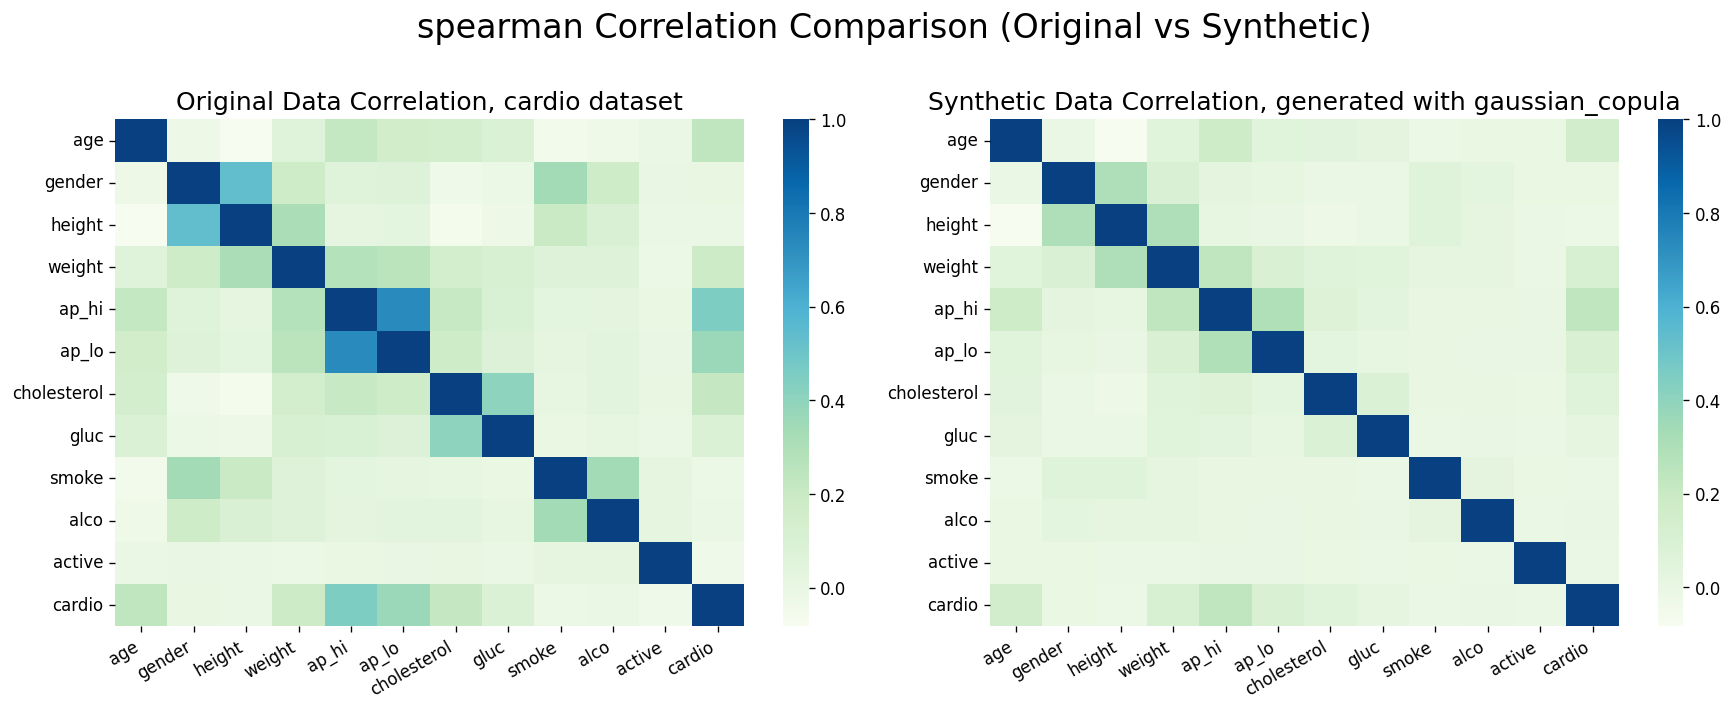 spearman Correlation Comparison (Original vs Synthetic)
Original Data Correlation, cardio dataset
age
gender
height
weight
ap_hi
ap_lo
cholesterol
gluc
smoke
alco
active
cardio
age
gender
height
weight
ap_hi
ap_lo
cholesterol
gluc
smoke
alco
active
cardio
1.0
0.8
0.6
0.4
0.2
0.0
Synthetic Data Correlation, generated with gaussian_copula
age
gender
height
weight
ap_hi
ap_lo
cholesterol
gluc
smoke
alco
active
cardio
age
gender
height
weight
ap_hi
ap_lo
cholesterol
gluc
smoke
alco
active
cardio
1.0
0.8
0.6
0.4
0.2
0.0